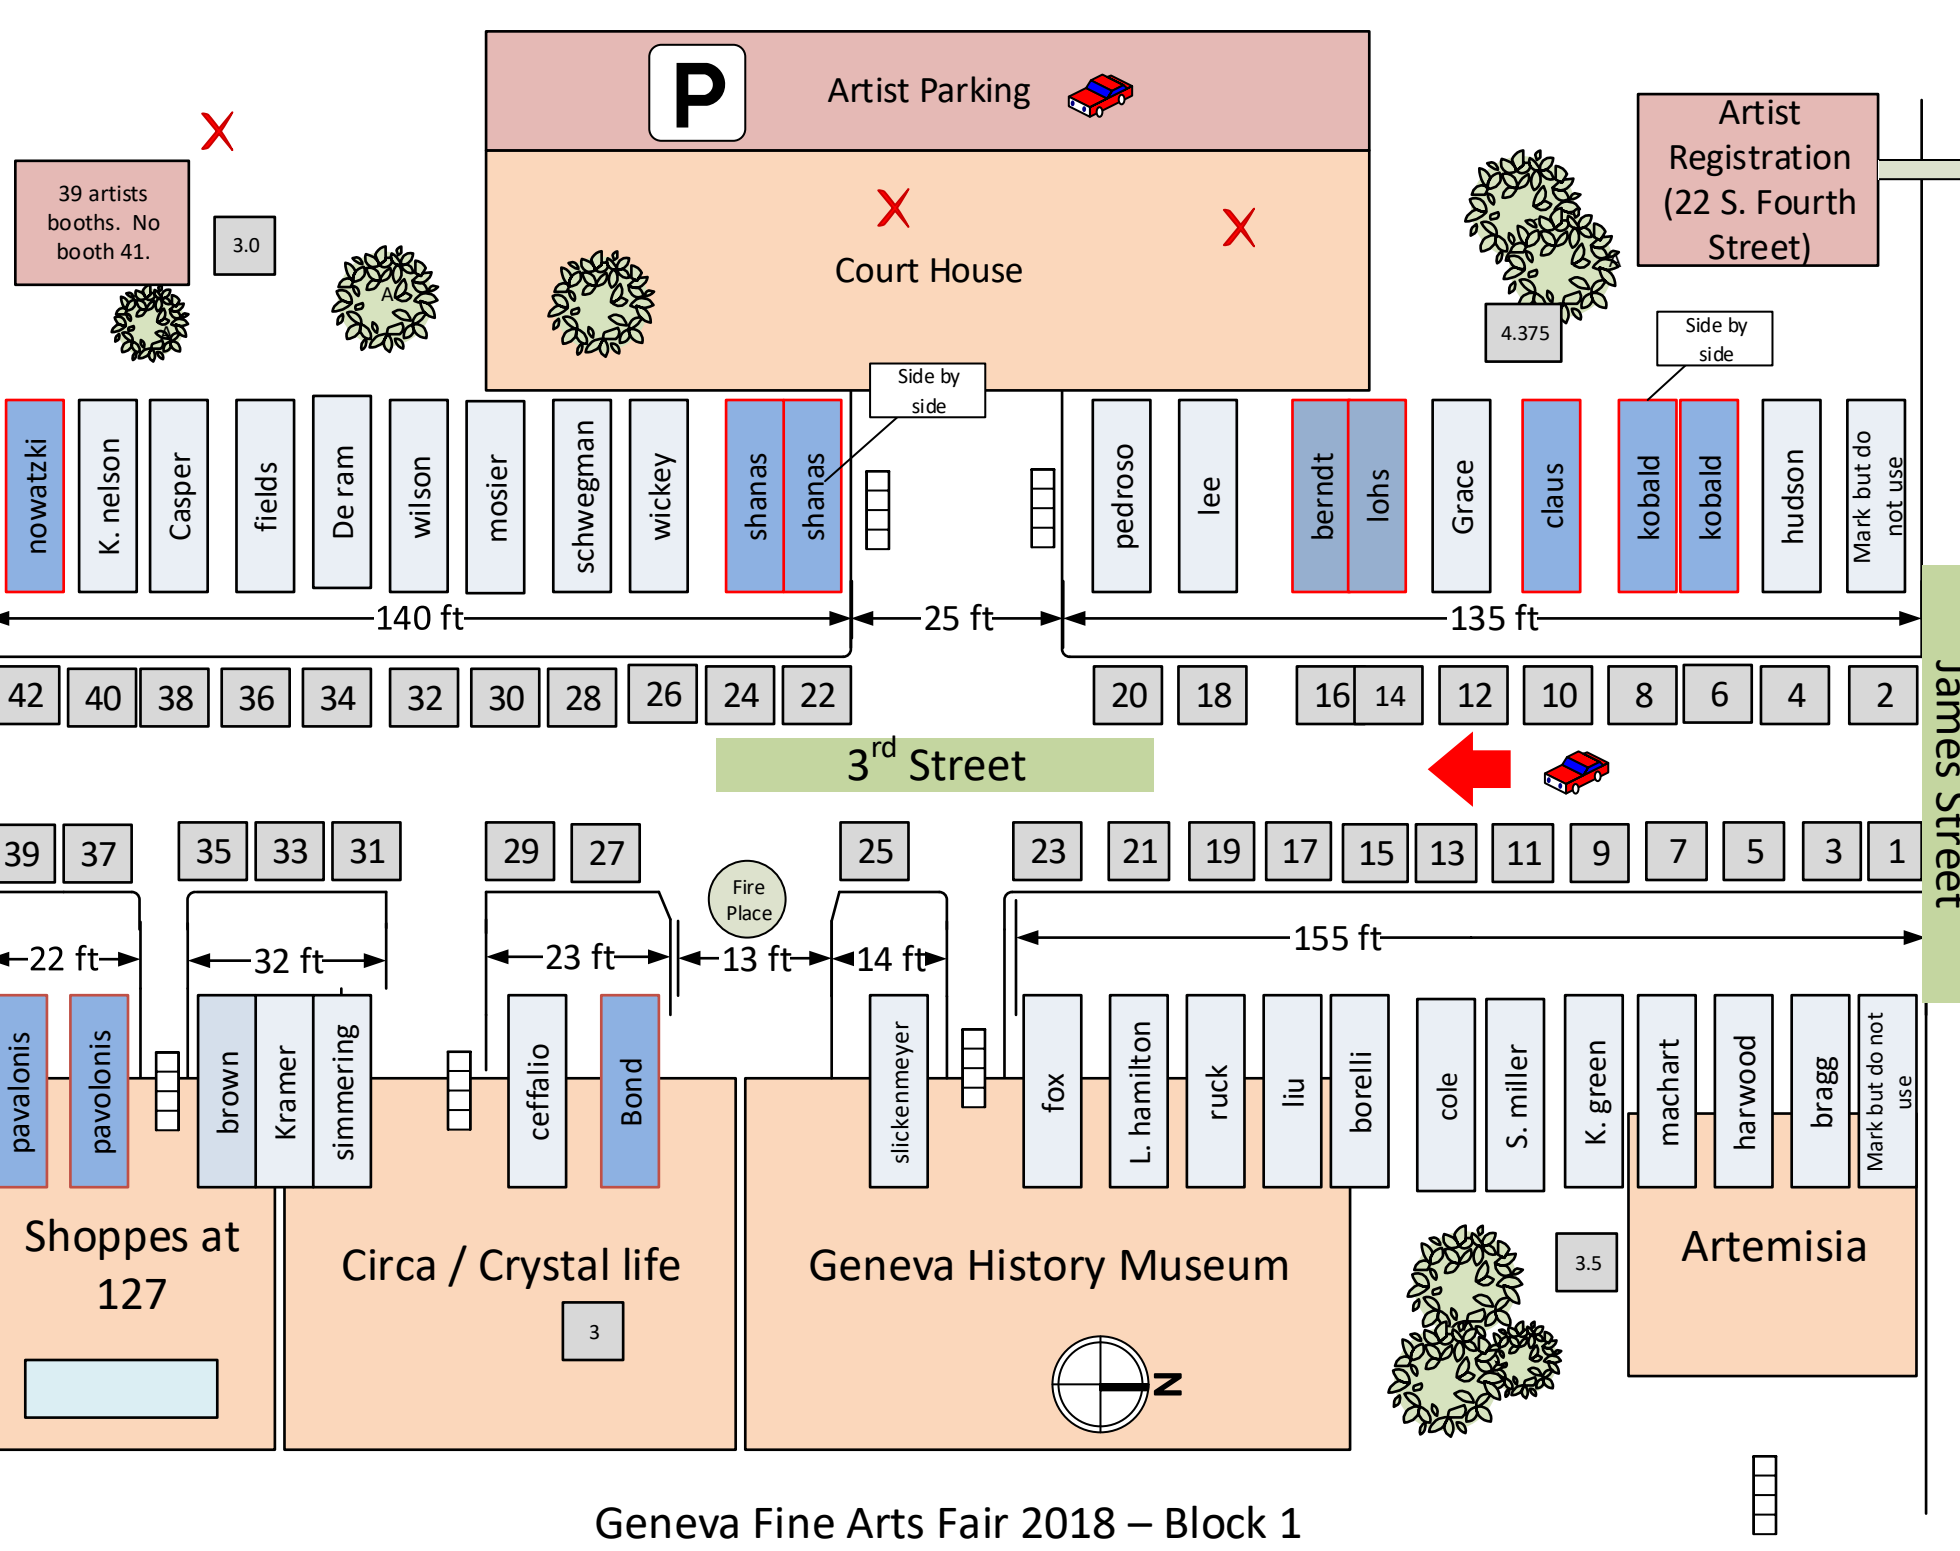 P
Artist Parking
Artist
Registration
(22 S. Fourth
Street)
39 artists
booths. No
booth 41.
3.0
A
Court House
4.375
Side by
side
Side by
side
nowatzki
K. nelson
Casper
fields
De ram
wilson
mosier
schwegman
wickey
shanas
shanas
pedroso
lee
berndt
lohs
Grace
claus
kobald
kobald
hudson
Mark but do
not use
140 ft
25 ft
135 ft
42
40
38
36
34
32
30
28
26
24
22
20
18
16
14
12
10
8
6
4
2
James Street
3rd Street
39
37
35
33
31
29
27
25
23
21
19
17
15
13
11
9
7
5
3
1
Fire
Place
22 ft
32 ft
23 ft
13 ft
14 ft
155 ft
pavalonis
pavolonis
brown
Kramer
simmering
ceffalio
Bond
slickenmeyer
fox
L. hamilton
ruck
liu
borelli
cole
S. miller
K. green
machart
harwood
bragg
Mark but do not
use
Shoppes at
127
Circa / Crystal life
3
Geneva History Museum
N
3.5
Artemisia
Geneva Fine Arts Fair 2018 – Block 1